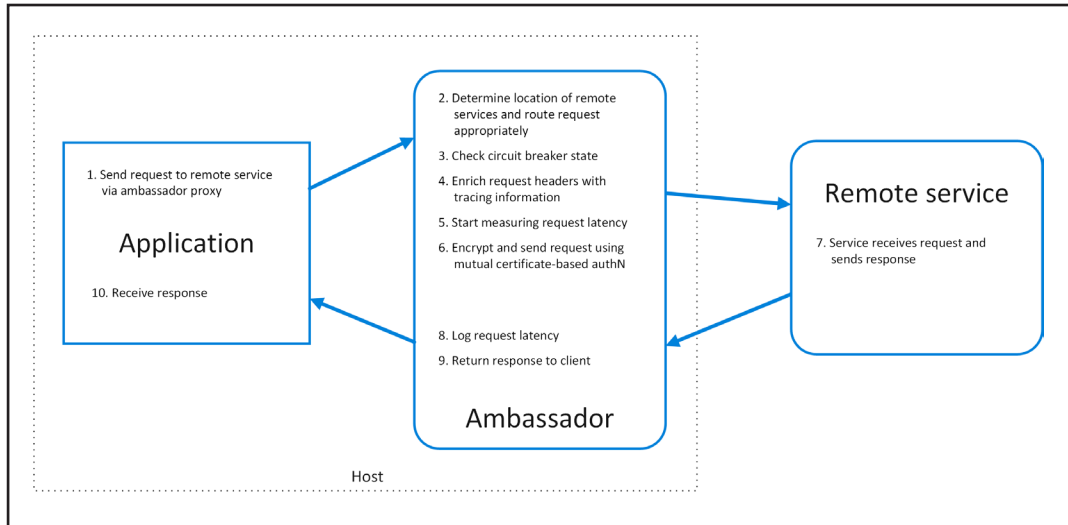 1. Send request to remote service
via ambassador proxy
Application
10. Receive response
2. Determine location of remote
services and route request
appropriately
3. Check circuit breaker state
4. Enrich request headers with
tracing information
5. Start measuring request latency
6. Encrypt and send request using
mutual certificate-based authN
8. Log request latency
9. Return response to client
Ambassador
Remote service
7. Service receives request and
sends response
Host